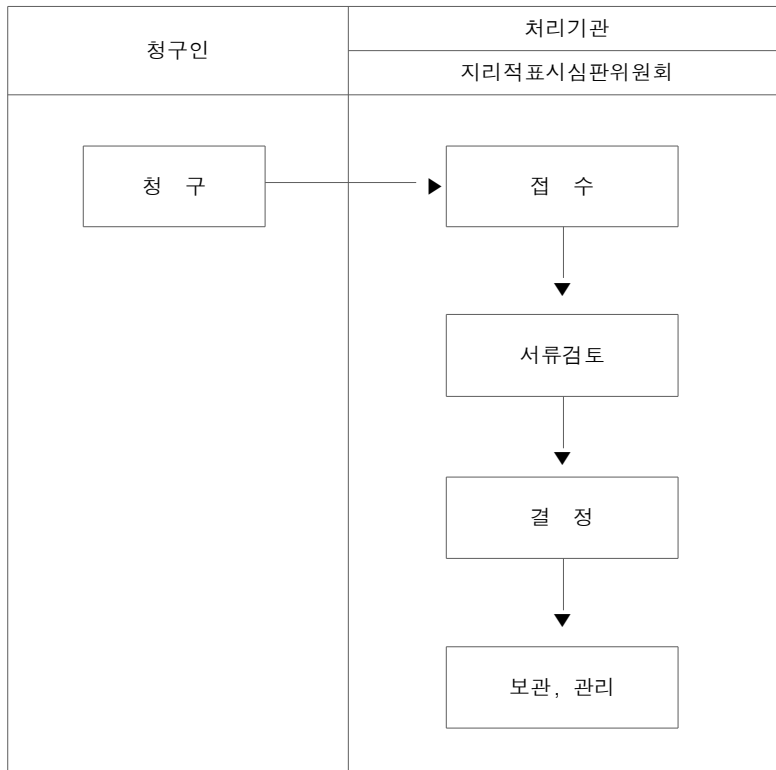 청구인
처리기관
지리적표시심판위원회
청 구
접 수
서류검토
결 정
보관, 관리